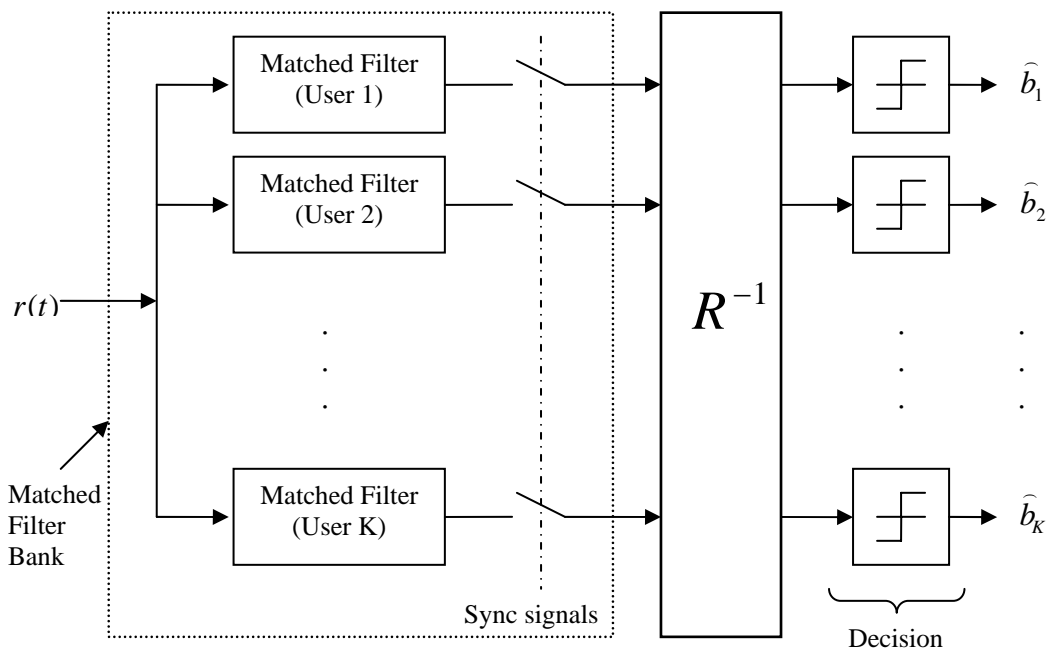 Matched Filter
(User 1)
b̂₁
Matched Filter
(User 2)
b̂₂
r(t)
R⁻¹
Matched
Filter
Bank
Matched Filter
(User K)
b̂_K
Sync signals
Decision